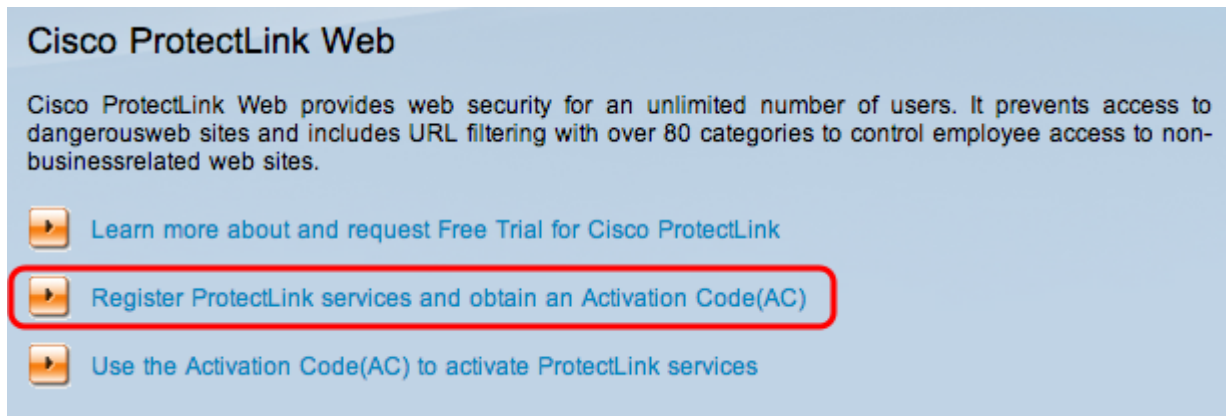 Cisco ProtectLink Web
Cisco ProtectLink Web provides web security for an unlimited number of users. It prevents access to
dangerousweb sites and includes URL filtering with over 80 categories to control employee access to non-
businessrelated web sites.
Learn more about and request Free Trial for Cisco ProtectLink
Register ProtectLink services and obtain an Activation Code(AC)
Use the Activation Code(AC) to activate ProtectLink services